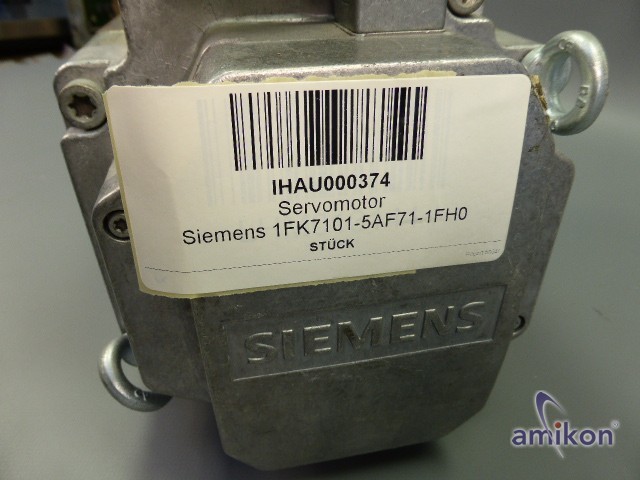 IHAU000374
Servomotor
Siemens 1FK7101-5AF71-1FH0
STÜCK
SIEMENS
amikon